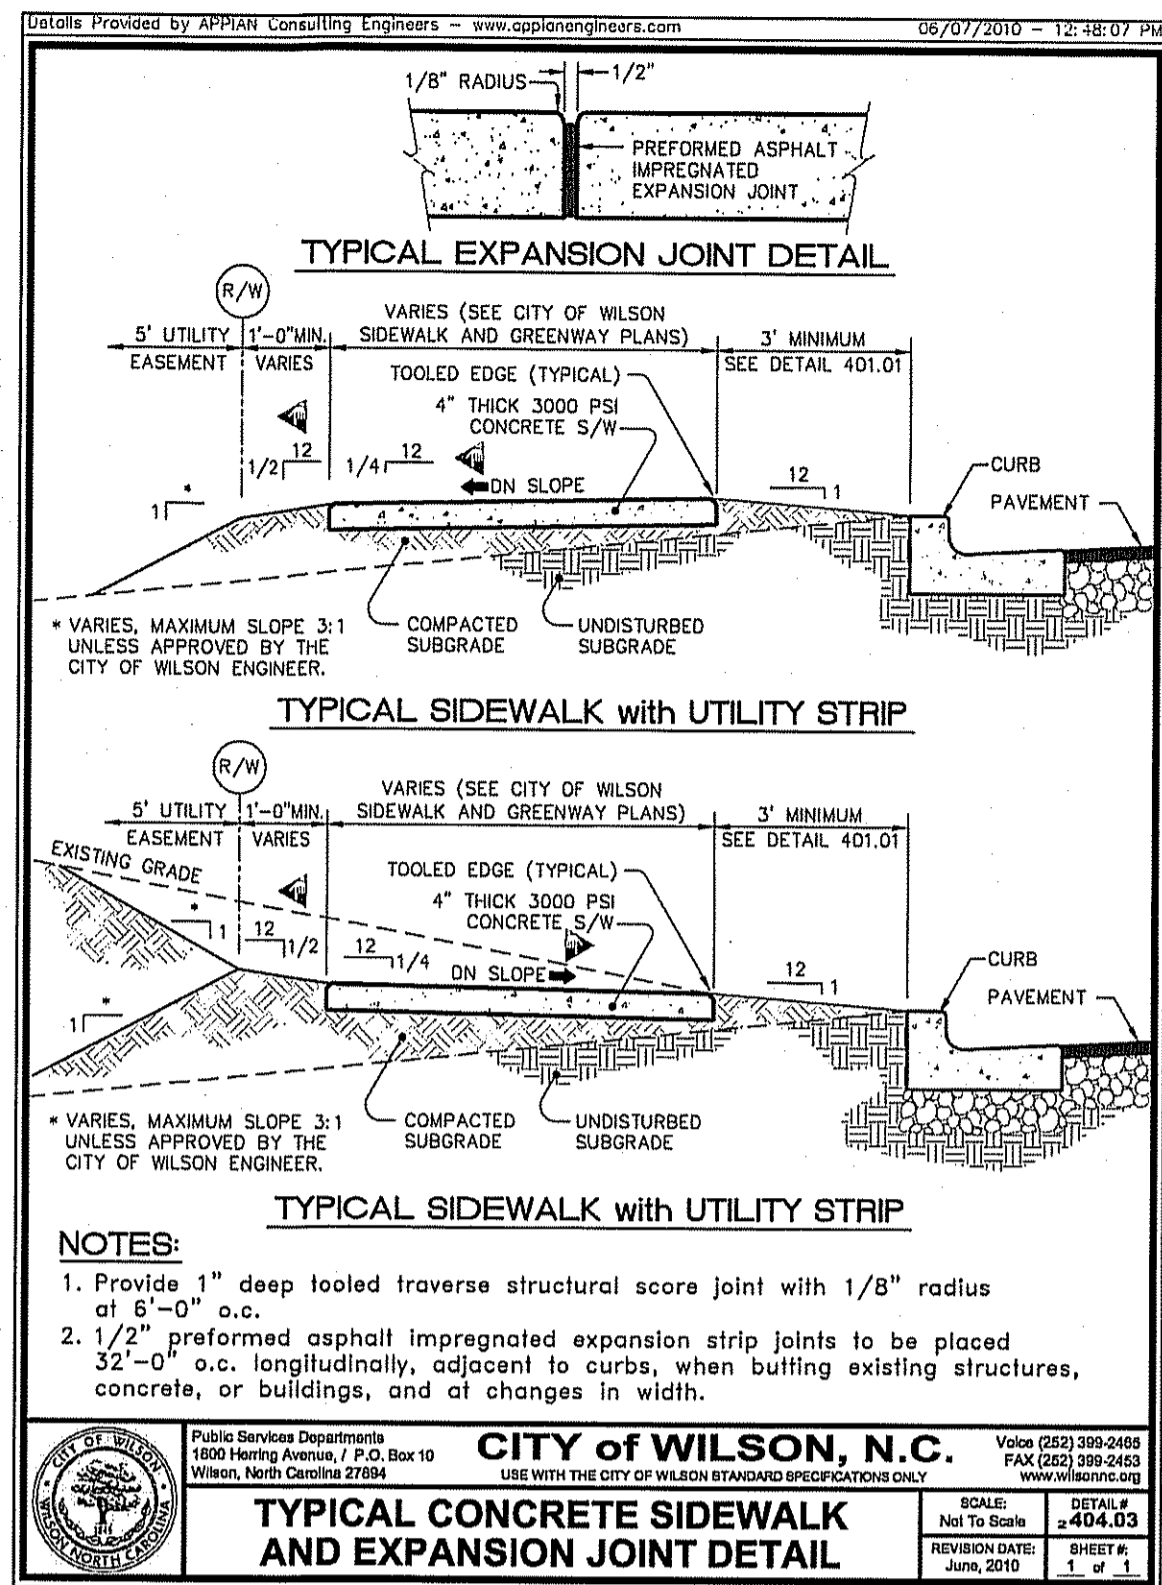 Details Provided by APPIAN Consulting Engineers - www.appianengineers.com
06/07/2010 - 12:48:07 PM
1/8" RADIUS
1/2"
PREFORMED ASPHALT
IMPREGNATED
EXPANSION JOINT
TYPICAL EXPANSION JOINT DETAIL
R/W
VARIES (SEE CITY OF WILSON
SIDEWALK AND GREENWAY PLANS)
5' UTILITY
EASEMENT
1'-0"MIN.
VARIES
3' MINIMUM
SEE DETAIL 401.01
TOOLED EDGE (TYPICAL)
4" THICK 3000 PSI
CONCRETE S/W
12
1/2
12
1/4
DN SLOPE
12
1
*
1
CURB
PAVEMENT
* VARIES, MAXIMUM SLOPE 3:1
UNLESS APPROVED BY THE
CITY OF WILSON ENGINEER.
COMPACTED
SUBGRADE
UNDISTURBED
SUBGRADE
TYPICAL SIDEWALK with UTILITY STRIP
R/W
VARIES (SEE CITY OF WILSON
SIDEWALK AND GREENWAY PLANS)
5' UTILITY
EASEMENT
1'-0"MIN.
VARIES
3' MINIMUM
SEE DETAIL 401.01
EXISTING GRADE
TOOLED EDGE (TYPICAL)
4" THICK 3000 PSI
CONCRETE S/W
*
1
12
1/2
12
1/4
DN SLOPE
12
1
*
1
CURB
PAVEMENT
* VARIES, MAXIMUM SLOPE 3:1
UNLESS APPROVED BY THE
CITY OF WILSON ENGINEER.
COMPACTED
SUBGRADE
UNDISTURBED
SUBGRADE
TYPICAL SIDEWALK with UTILITY STRIP
NOTES:
1. Provide 1" deep tooled traverse structural score joint with 1/8" radius
at 6'-0" o.c.
2. 1/2" preformed asphalt impregnated expansion strip joints to be placed
32'-0" o.c. longitudinally, adjacent to curbs, when butting existing structures,
concrete, or buildings, and at changes in width.
CITY OF WILSON
NORTH CAROLINA
Public Services Departments
1800 Herring Avenue, / P.O. Box 10
Wilson, North Carolina 27894
CITY of WILSON, N.C.
USE WITH THE CITY OF WILSON STANDARD SPECIFICATIONS ONLY
Voice (252) 399-2465
FAX (252) 399-2453
www.wilsonnc.org
TYPICAL CONCRETE SIDEWALK
AND EXPANSION JOINT DETAIL
SCALE:
Not To Scale
DETAIL #
2 404.03
REVISION DATE:
June, 2010
SHEET #:
1 of 1